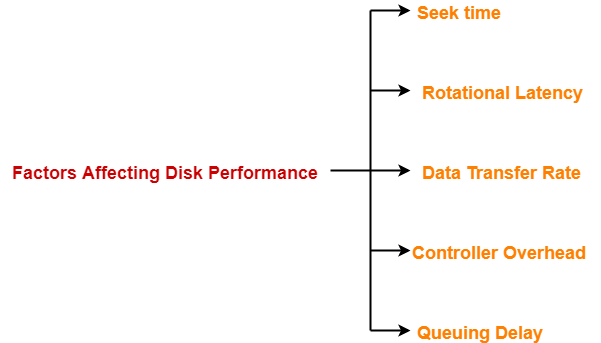 Seek time
Rotational Latency
Factors Affecting Disk Performance
Data Transfer Rate
Controller Overhead
Queuing Delay